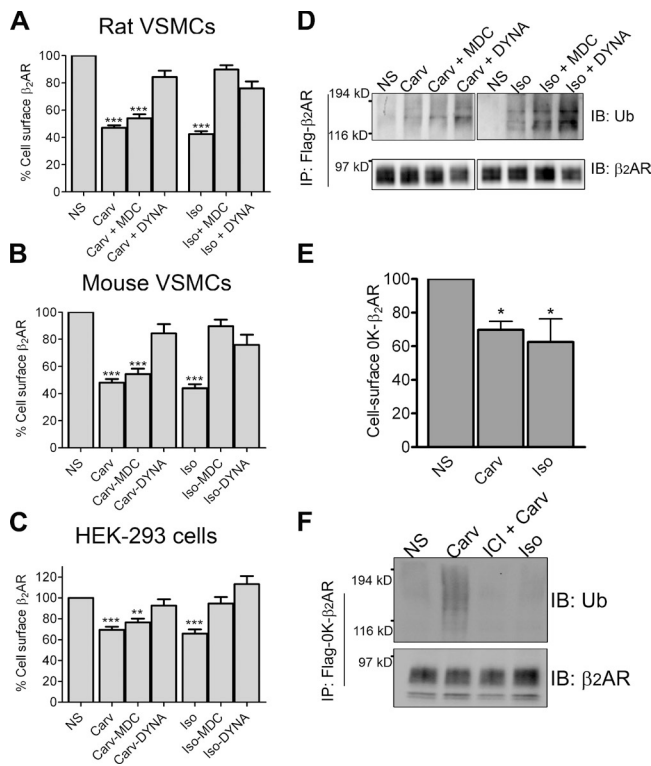 A
Rat VSMCs
% Cell surface β2AR
100
80
60
40
20
0
***
***
***
NS
Carv
Carv + MDC
Carv + DYNA
Iso
Iso+ MDC
Iso + DYNA
B
Mouse VSMCs
% Cell surface β2AR
100
80
60
40
20
0
***
***
***
NS
Carv
Carv-MDC
Carv-DYNA
Iso
Iso-MDC
Iso-DYNA
C
HEK-293 cells
% Cell surface β2AR
120
100
80
60
40
20
0
***
**
***
NS
Carv
Carv-MDC
Carv-DYNA
Iso
Iso-MDC
Iso-DYNA
D
NS
Carv
Carv + MDC
Carv + DYNA
NS
Iso
Iso + MDC
Iso + DYNA
IP: Flag-β2AR
194 kD
116 kD
97 kD
IB: Ub
IB: β2AR
E
Cell-surface 0K-β2AR
100
80
60
40
20
0
*
*
NS
Carv
Iso
F
NS
Carv
ICI + Carv
Iso
IP: Flag-0K-β2AR
194 kD
116 kD
97 kD
IB: Ub
IB: β2AR